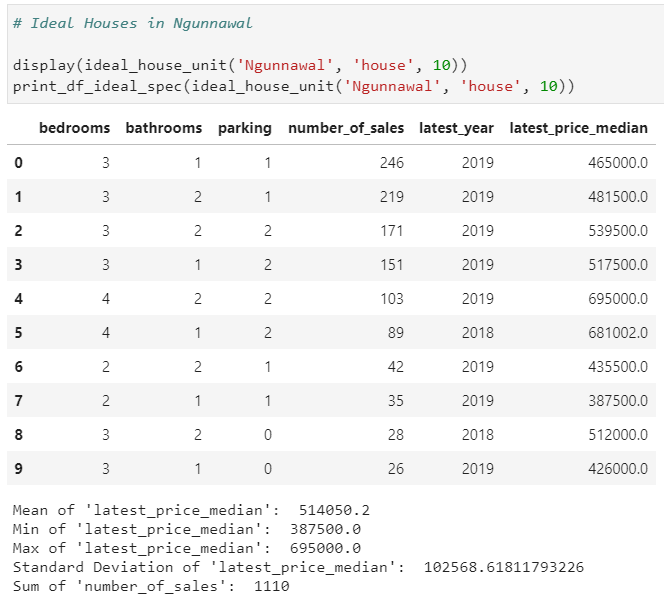 # Ideal Houses in Ngunnawal
display(ideal_house_unit('Ngunnawal', 'house', 10))
print_df_ideal_spec(ideal_house_unit('Ngunnawal', 'house', 10))
bedrooms bathrooms parking number_of_sales latest_year latest_price_median
0 3 1 1 246 2019 465000.0
1 3 2 1 219 2019 481500.0
2 3 2 2 171 2019 539500.0
3 3 1 2 151 2019 517500.0
4 4 2 2 103 2019 695000.0
5 4 1 2 89 2018 681002.0
6 2 2 1 42 2019 435500.0
7 2 1 1 35 2019 387500.0
8 3 2 0 28 2018 512000.0
9 3 1 0 26 2019 426000.0
Mean of 'latest_price_median':  514050.2
Min of 'latest_price_median':  387500.0
Max of 'latest_price_median':  695000.0
Standard Deviation of 'latest_price_median':  102568.61817793226
Sum of 'number_of_sales':  1110